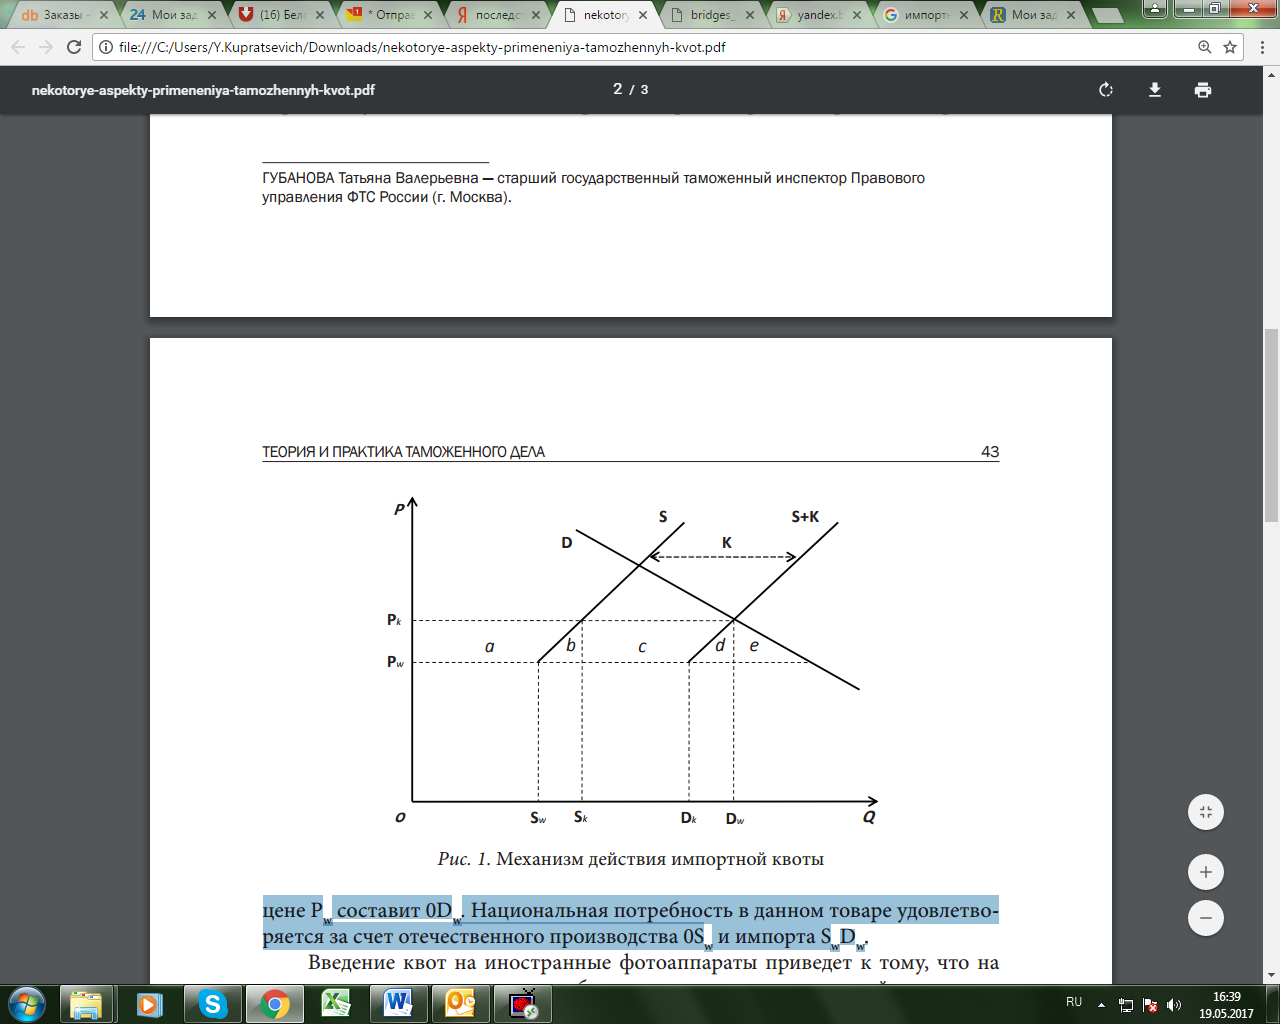 Заказы
24 Мои зад
(16) Бело
* Отправ
последс
nekotory
bridges_
yandex.b
импорт
Мои зад
file:///C:/Users/Y.Kupratsevich/Downloads/nekotorye-aspekty-primeneniya-tamozhennyh-kvot.pdf
nekotorye-aspekty-primeneniya-tamozhennyh-kvot.pdf
2 / 3
ГУБАНОВА Татьяна Валерьевна — старший государственный таможенный инспектор Правового
управления ФТС России (г. Москва).
ТЕОРИЯ И ПРАКТИКА ТАМОЖЕННОГО ДЕЛА 43
P
S
S+K
D
K
Pk
a b c d e
Pw
O Sw Sk Dk Dw Q
Рис. 1. Механизм действия импортной квоты
цене Pw составит 0Dw. Национальная потребность в данном товаре удовлетво-
ряется за счет отечественного производства 0Sw и импорта SwDw.
Введение квот на иностранные фотоаппараты приведет к тому, что на
RU
16:39
19.05.2017